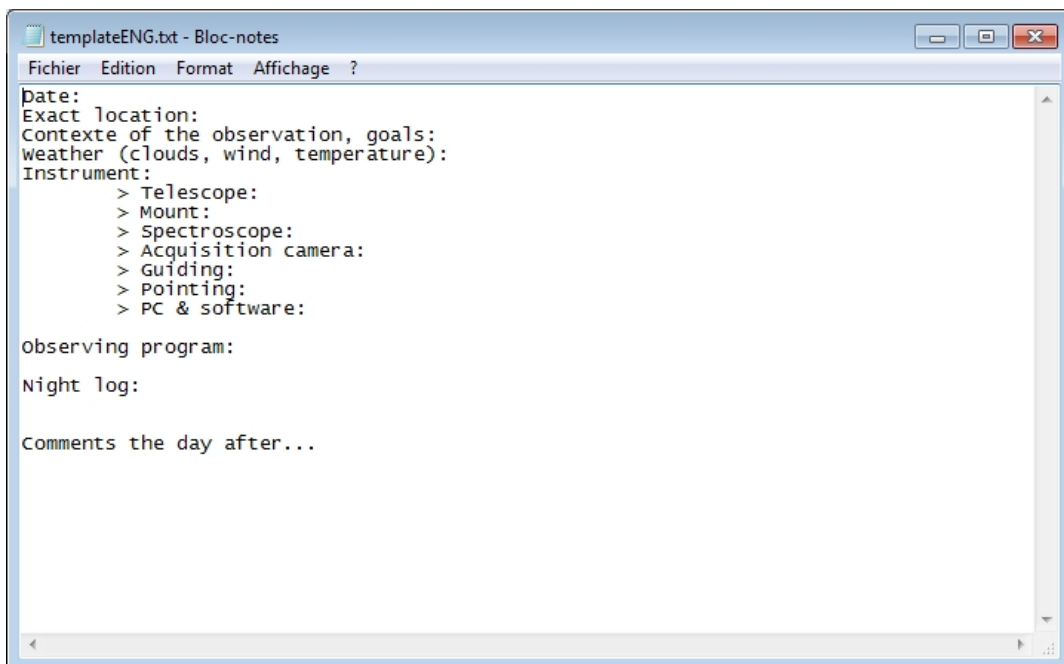 templateENG.txt - Bloc-notes
Fichier Edition Format Affichage ?
Date:
Exact location:
Contexte of the observation, goals:
Weather (clouds, wind, temperature):
Instrument:
> Telescope:
> Mount:
> Spectroscope:
> Acquisition camera:
> Guiding:
> Pointing:
> PC & software:
Observing program:
Night log:
Comments the day after...